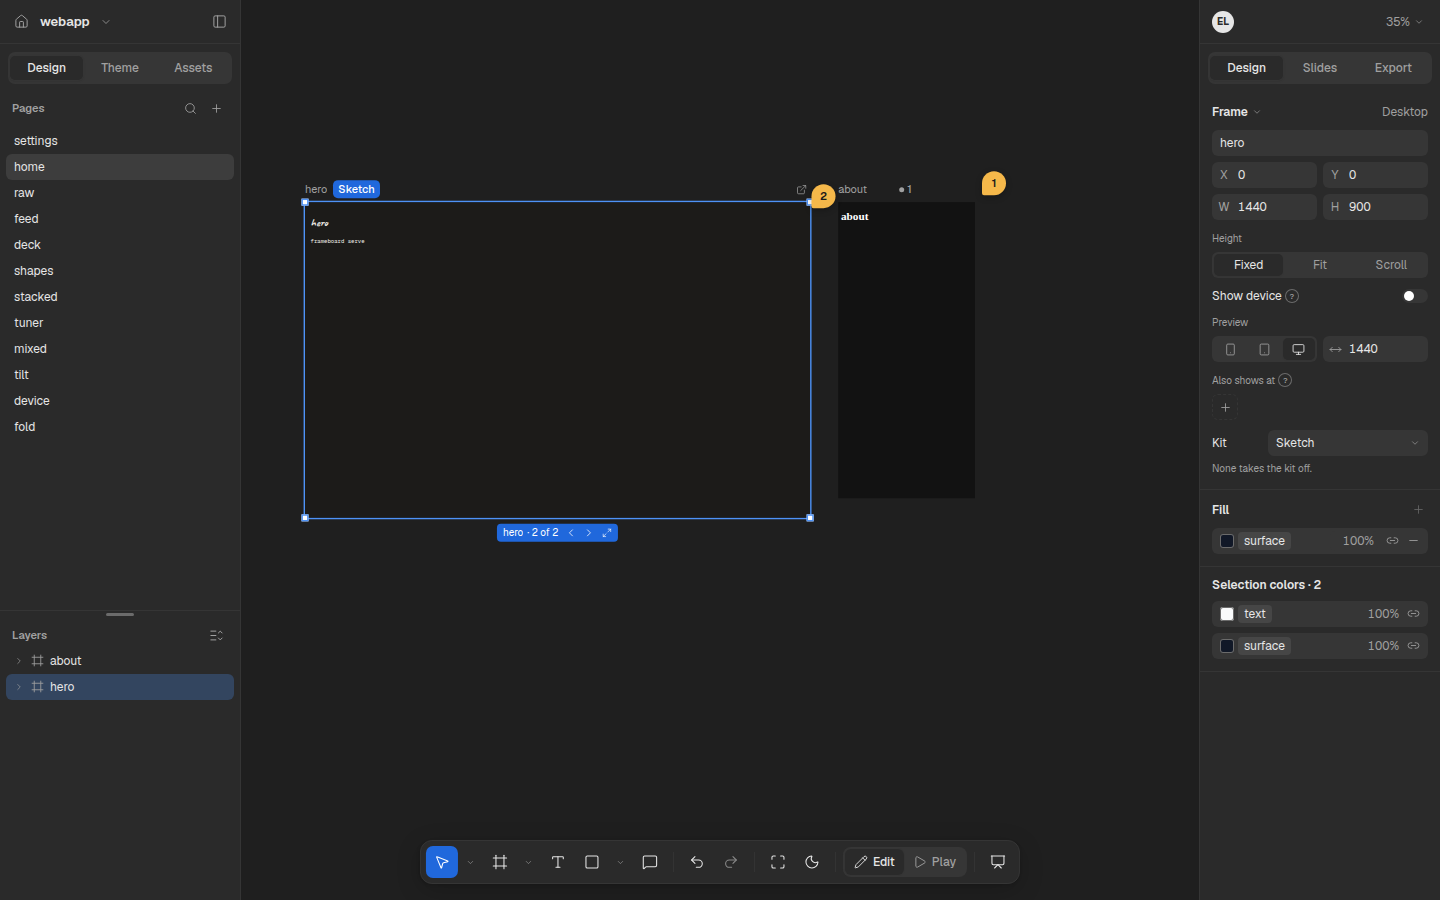 webapp
Design Theme Assets
Pages
settings
home
raw
feed
deck
shapes
stacked
tuner
mixed
tilt
device
fold
Layers
about
hero
hero Sketch
2
about 1
1
hero
frameboard serve
about
hero · 2 of 2
Edit Play
EL 35%
Design Slides Export
Frame Desktop
hero
X 0 Y 0
W 1440 H 900
Height
Fixed Fit Scroll
Show device ?
Preview
1440
Also shows at ?
Kit Sketch
None takes the kit off.
Fill
surface 100%
Selection colors · 2
text 100%
surface 100%